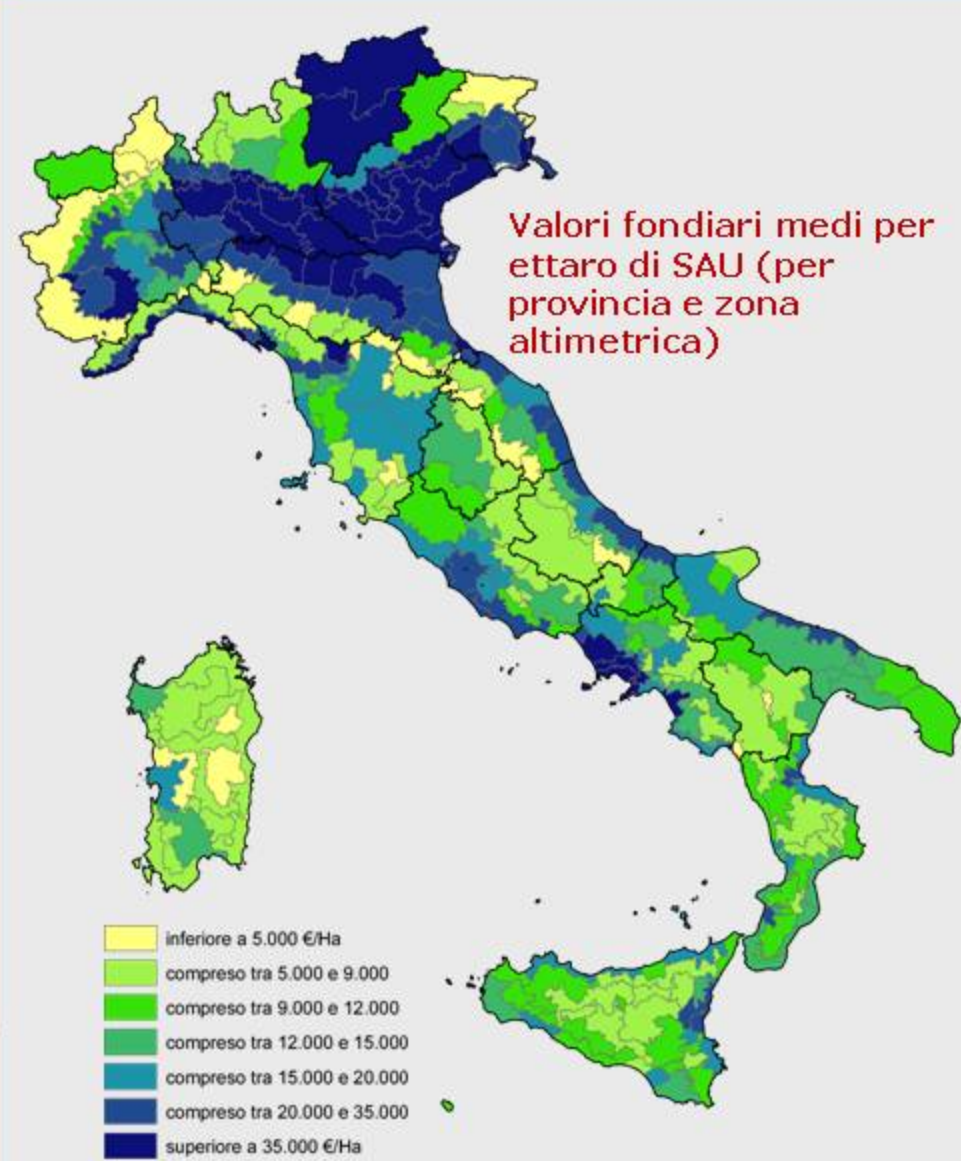 Valori fondiari medi per
ettaro di SAU (per
provincia e zona
altimetrica)
inferiore a 5.000 €/Ha
compreso tra 5.000 e 9.000
compreso tra 9.000 e 12.000
compreso tra 12.000 e 15.000
compreso tra 15.000 e 20.000
compreso tra 20.000 e 35.000
superiore a 35.000 €/Ha